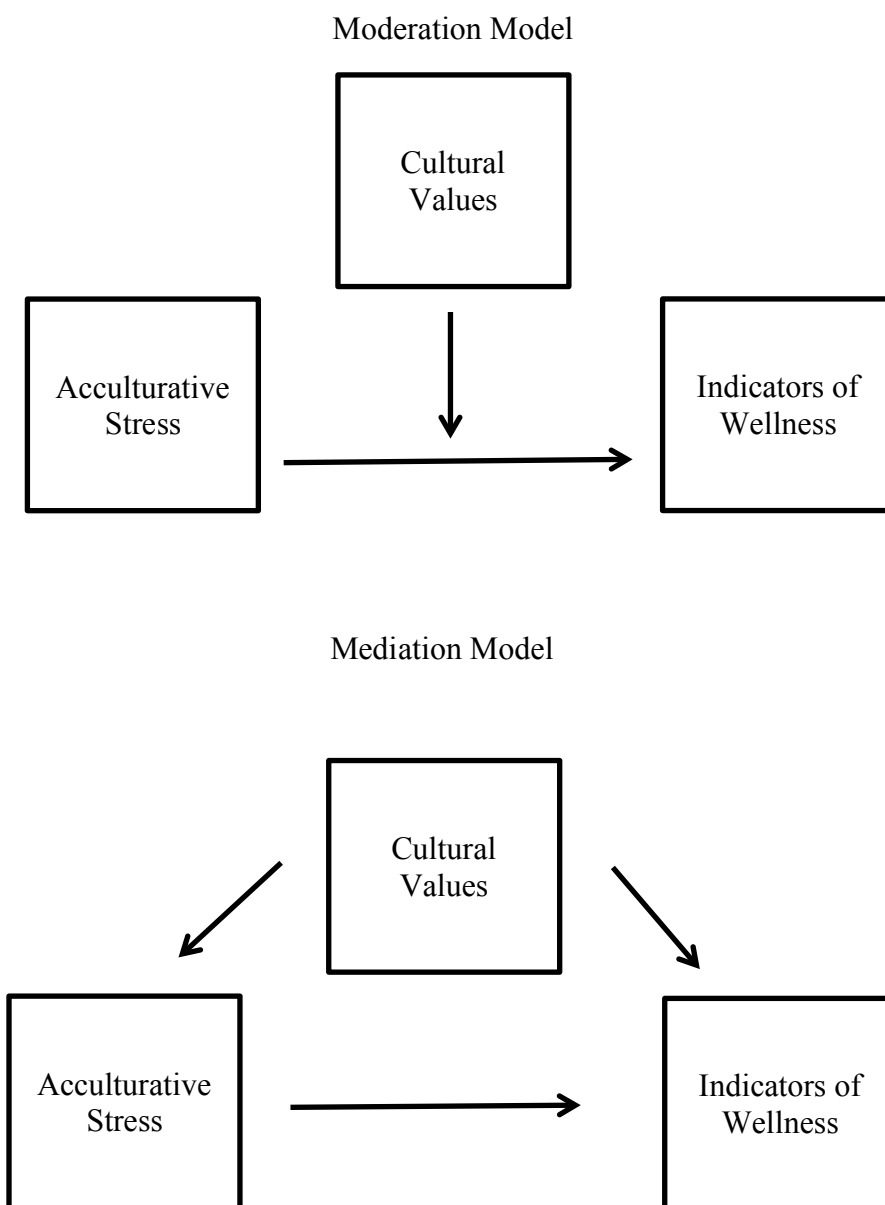 Moderation Model
Cultural
Values
Acculturative
Stress
Indicators of
Wellness
Mediation Model
Cultural
Values
Acculturative
Stress
Indicators of
Wellness